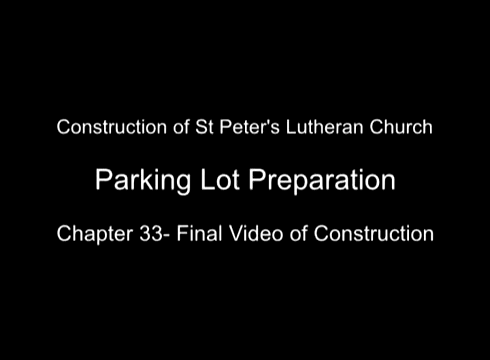 Construction of St Peter's Lutheran Church
Parking Lot Preparation
Chapter 33- Final Video of Construction